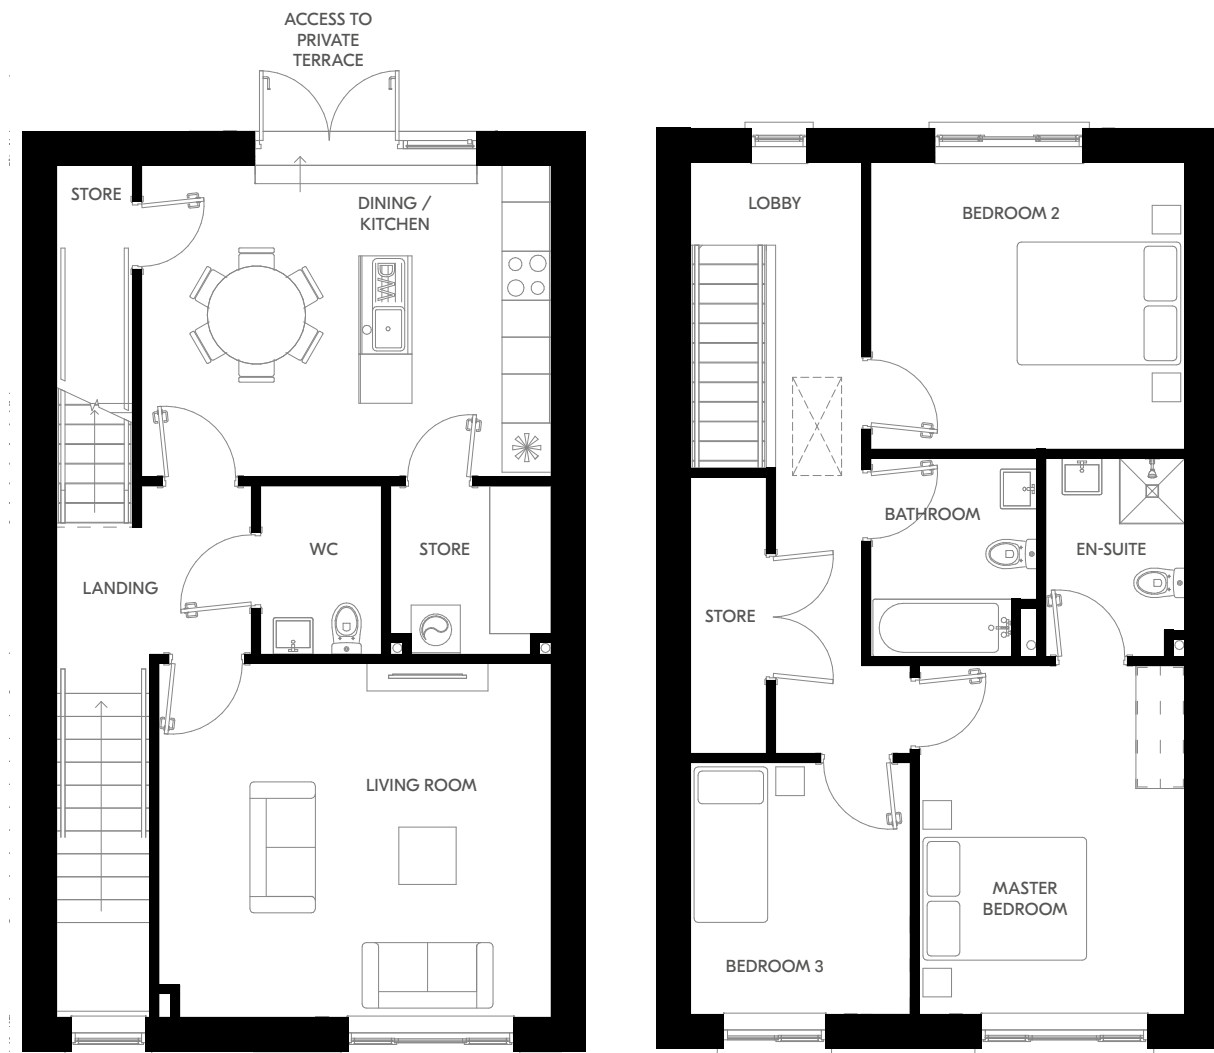 ACCESS TO
PRIVATE
TERRACE
STORE
DINING /
KITCHEN
WC
STORE
LANDING
LIVING ROOM
LOBBY
BEDROOM 2
BATHROOM
EN-SUITE
STORE
MASTER
BEDROOM
BEDROOM 3